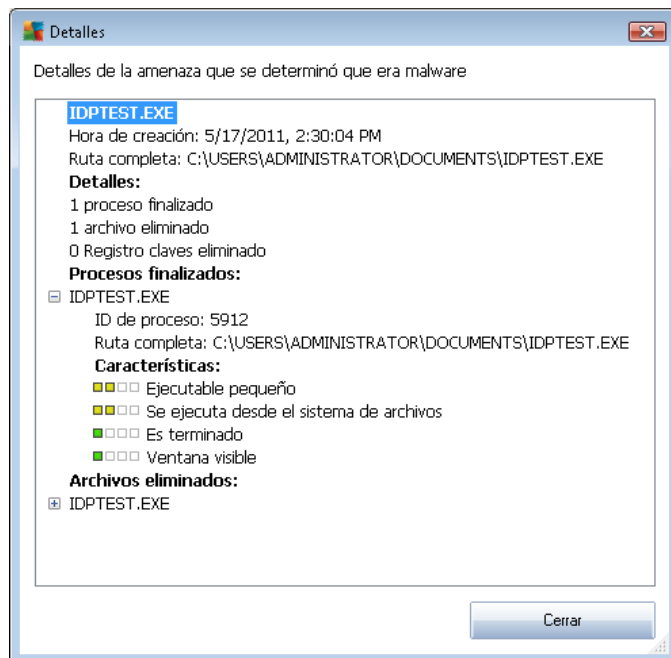 Detalles
Detalles de la amenaza que se determinó que era malware
IDPTEST.EXE
Hora de creación: 5/17/2011, 2:30:04 PM
Ruta completa: C:\USERS\ADMINISTRATOR\DOCUMENTS\IDPTEST.EXE
Detalles:
1 proceso finalizado
1 archivo eliminado
0 Registro claves eliminado
Procesos finalizados:
IDPTEST.EXE
ID de proceso: 5912
Ruta completa: C:\USERS\ADMINISTRATOR\DOCUMENTS\IDPTEST.EXE
Características:
Ejecutable pequeño
Se ejecuta desde el sistema de archivos
Es terminado
Ventana visible
Archivos eliminados:
IDPTEST.EXE
Cerrar